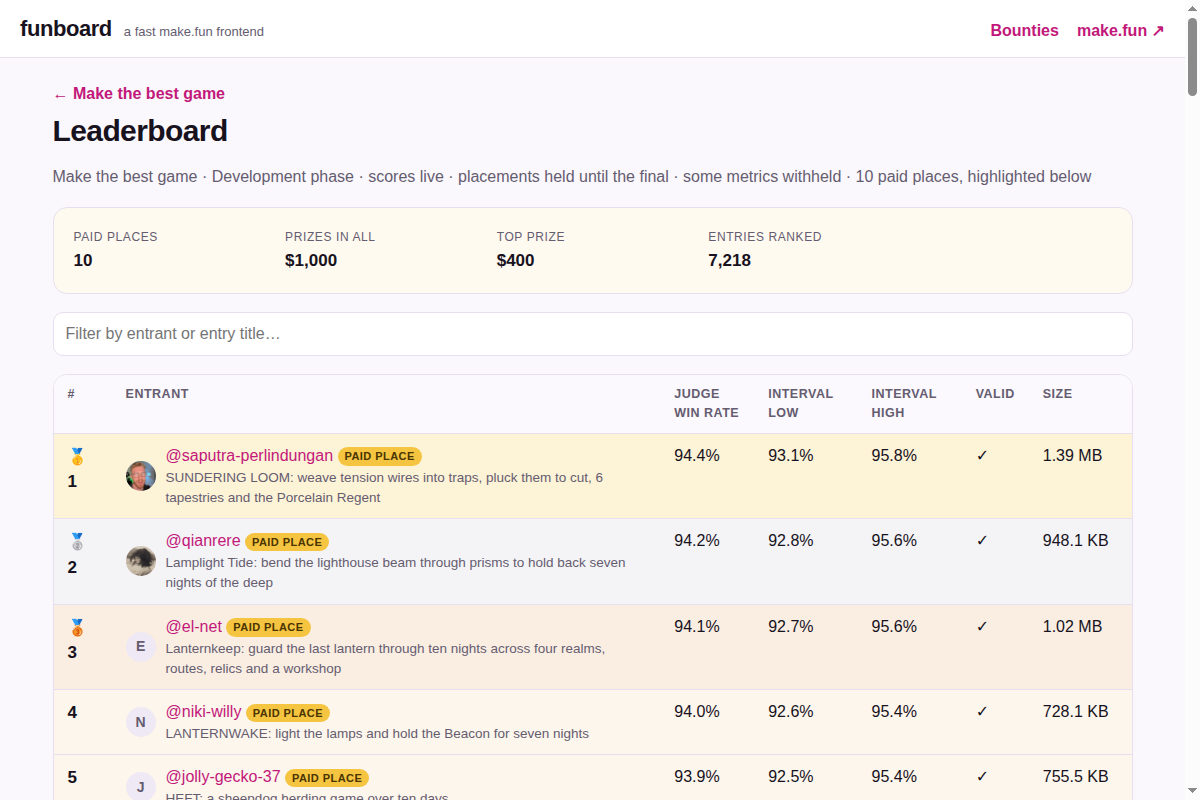 funboard a fast make.fun frontend Bounties make.fun ↗
← Make the best game
Leaderboard
Make the best game · Development phase · scores live · placements held until the final · some metrics withheld · 10 paid places, highlighted below
PAID PLACES PRIZES IN ALL TOP PRIZE ENTRIES RANKED
10 $1,000 $400 7,218
Filter by entrant or entry title…
# ENTRANT JUDGE WIN RATE INTERVAL LOW INTERVAL HIGH VALID SIZE
1 @saputra-perlindungan PAID PLACE 94.4% 93.1% 95.8% ✓ 1.39 MB
SUNDERING LOOM: weave tension wires into traps, pluck them to cut, 6
tapestries and the Porcelain Regent
2 @qianrere PAID PLACE 94.2% 92.8% 95.6% ✓ 948.1 KB
Lamplight Tide: bend the lighthouse beam through prisms to hold back seven
nights of the deep
3 E @el-net PAID PLACE 94.1% 92.7% 95.6% ✓ 1.02 MB
Lanternkeep: guard the last lantern through ten nights across four realms,
routes, relics and a workshop
4 N @niki-willy PAID PLACE 94.0% 92.6% 95.4% ✓ 728.1 KB
LANTERNWAKE: light the lamps and hold the Beacon for seven nights
5 J @jolly-gecko-37 PAID PLACE 93.9% 92.5% 95.4% ✓ 755.5 KB
HEFT: a sheepdog herding game over ten days